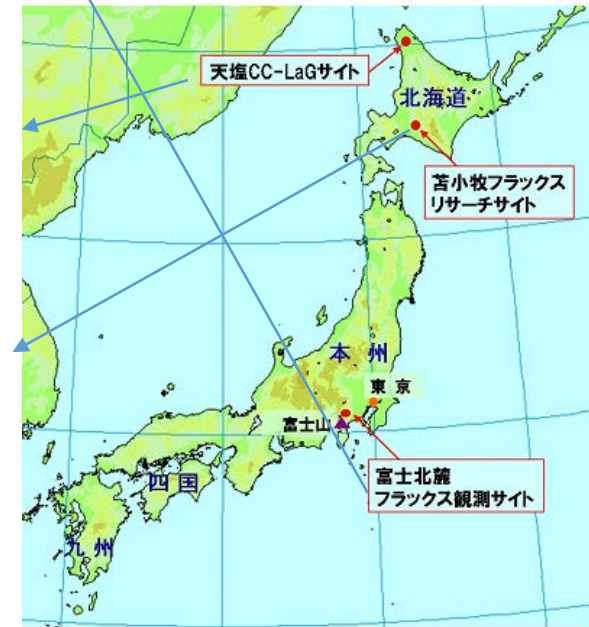 天塩CC-LaGサイト
北海道
苫小牧フラックス
リサーチサイト
本州
東京
富士山
富士北麓
フラックス観測サイト
四国
九州